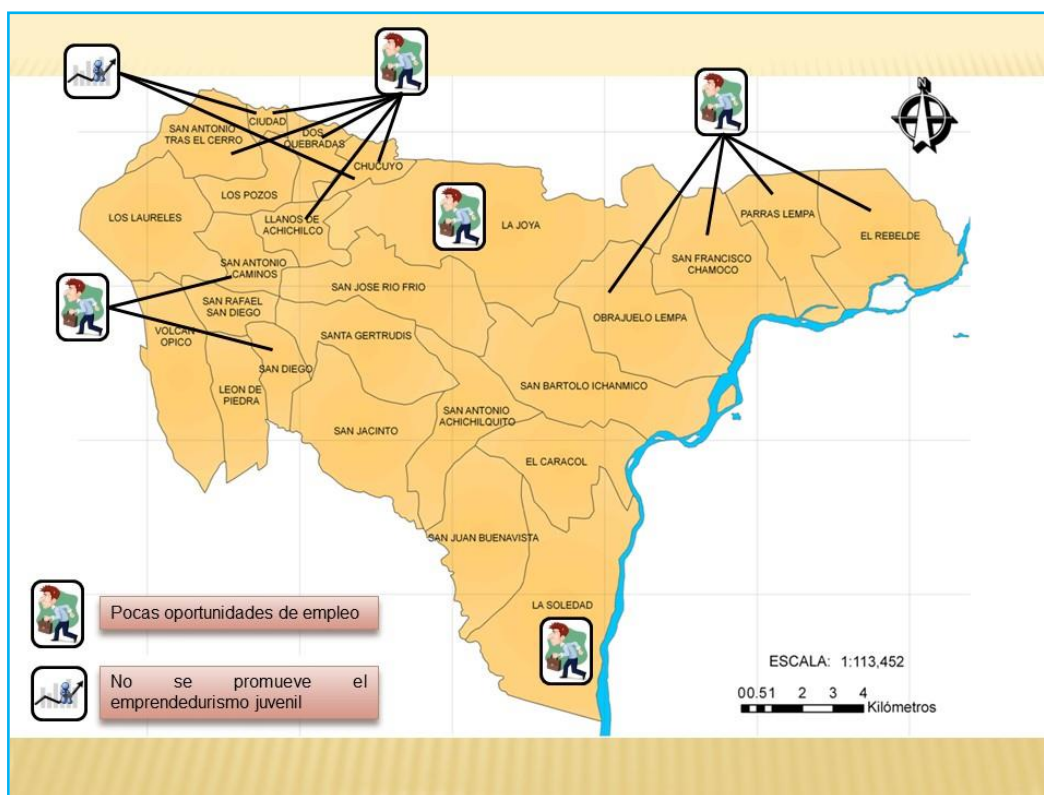 N
CIUDAD
SAN ANTONIO
TRAS EL CERRO
DOS
QUEBRADAS
CHUCUYO
LOS POZOS
LOS LAURELES
LLANOS DE
ACHICHILCO
LA JOYA
PARRAS LEMPA
EL REBELDE
SAN FRANCISCO
CHAMOCO
SAN ANTONIO
CAMINOS
SAN JOSE RIO FRIO
SAN RAFAEL
SAN DIEGO
OBRAJUELO LEMPA
VOLCAN
OPICO
SANTA GERTRUDIS
SAN DIEGO
LEON DE
PIEDRA
SAN BARTOLO ICHANMICO
SAN ANTONIO
ACHICHILQUITO
SAN JACINTO
EL CARACOL
SAN JUAN BUENAVISTA
LA SOLEDAD
Pocas oportunidades de empleo
No se promueve el
emprendedurismo juvenil
ESCALA: 1:113,452
00.51 2 3 4
Kilómetros